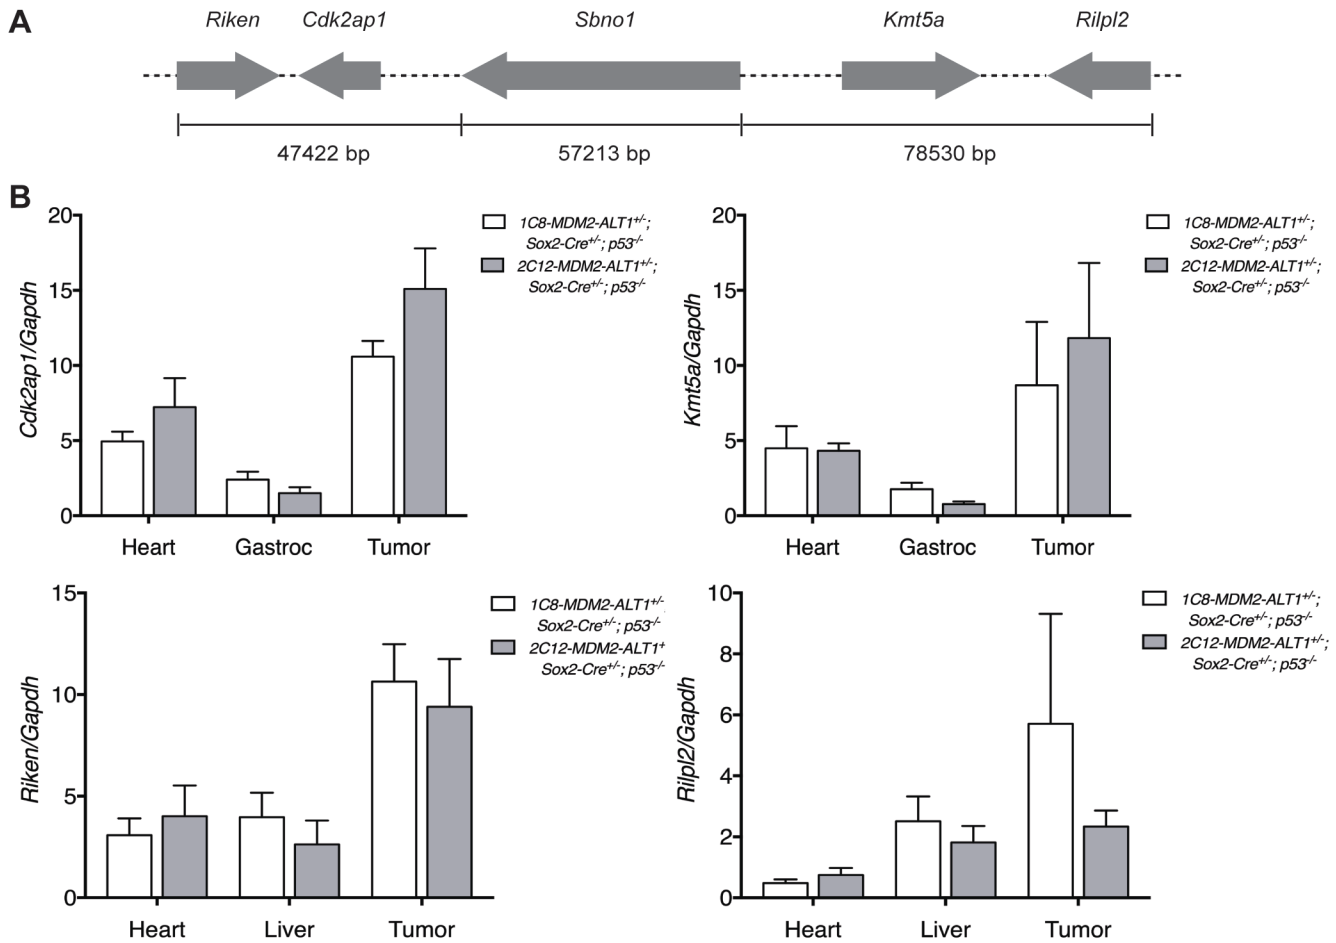 A
Riken Cdk2ap1 Sbno1 Kmt5a Rilpl2
47422 bp 57213 bp 78530 bp
B
Cdk2ap1/Gapdh
20
15
10
5
0
Heart Gastroc Tumor
1C8-MDM2-ALT1+/-;
Sox2-Cre+/-; p53-/-
2C12-MDM2-ALT1+/-;
Sox2-Cre+/-; p53-/-
Kmt5a/Gapdh
20
15
10
5
0
Heart Gastroc Tumor
1C8-MDM2-ALT1+/-;
Sox2-Cre+/-; p53-/-
2C12-MDM2-ALT1+/-;
Sox2-Cre+/-; p53-/-
Riken/Gapdh
15
10
5
0
Heart Liver Tumor
1C8-MDM2-ALT1+/-
Sox2-Cre+/-; p53-/-
2C12-MDM2-ALT1+
Sox2-Cre+/-; p53-/-
Rilpl2/Gapdh
10
8
6
4
2
0
Heart Liver Tumor
1C8-MDM2-ALT1+/-;
Sox2-Cre+/-; p53-/-
2C12-MDM2-ALT1+/-;
Sox2-Cre+/-; p53-/-